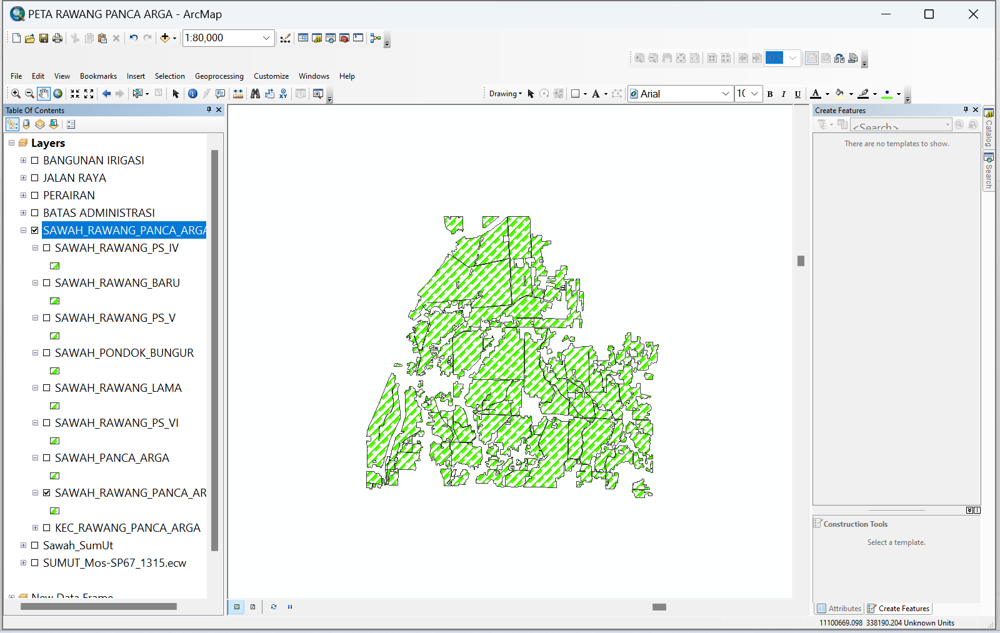 PETA RAWANG PANCA ARGA - ArcMap
1:80,000
00%
File Edit View Bookmarks Insert Selection Geoprocessing Customize Windows Help
Drawing Arial 10 B I U A
Table Of Contents
Create Features
<Search>
There are no templates to show.
Catalog
Search
Layers
BANGUNAN IRIGASI
JALAN RAYA
PERAIRAN
BATAS ADMINISTRASI
SAWAH_RAWANG_PANCA_ARGA
SAWAH_RAWANG_PS_IV
SAWAH_RAWANG_BARU
SAWAH_RAWANG_PS_V
SAWAH_PONDOK_BUNGUR
SAWAH_RAWANG_LAMA
SAWAH_RAWANG_PS_VI
SAWAH_PANCA_ARGA
SAWAH_RAWANG_PANCA_AR
KEC_RAWANG_PANCA_ARGA
Sawah_SumUt
SUMUT_Mos-SP67_1315.ecw
New Data Frame
Construction Tools
Select a template.
Attributes Create Features
11100669.098 338190.204 Unknown Units